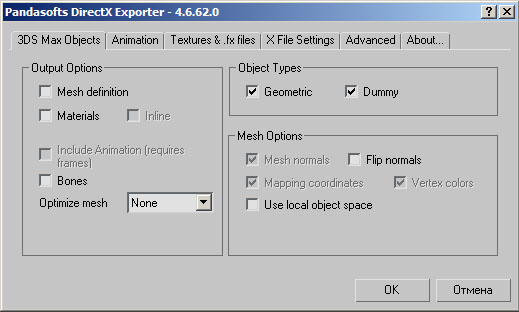 Pandasofts DirectX Exporter - 4.6.62.0
3DS Max Objects Animation Textures & .fx files X File Settings Advanced About...
Output Options
Mesh definition
Materials Inline
Include Animation (requires
frames)
Bones
Optimize mesh None
Object Types
Geometric Dummy
Mesh Options
Mesh normals Flip normals
Mapping coordinates Vertex colors
Use local object space
OK Отмена